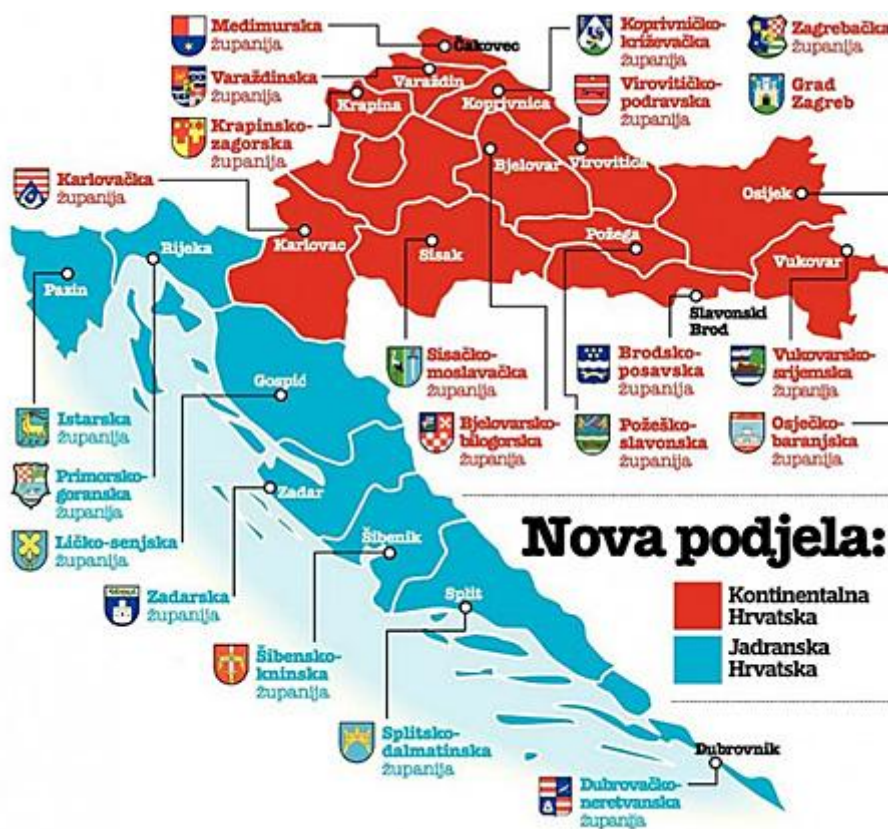 Međimurska
županija
Varaždinska
županija
Krapinsko-
zagorska
županija
Koprivničko-
križevačka
županija
Virovitičko-
podravska
županija
Zagrebačka
županija
Grad
Zagreb
Karlovačka
županija
Čakovec
Varaždin
Krapina
Koprivnica
Bjelovar
Virovitica
Osijek
Karlovac
Sisak
Požega
Vukovar
Slavonski
Brod
Rijeka
Pazin
Gospić
Zadar
Šibenik
Split
Dubrovnik
Sisačko-
moslavačka
županija
Brodsko-
posavska
županija
Vukovarsko-
srijemska
županija
Bjelovarsko-
bilogorska
županija
Požeško-
slavonska
županija
Osječko-
baranjska
županija
Istarska
županija
Primorsko-
goranska
županija
Ličko-senjska
županija
Zadarska
županija
Šibensko-
kninska
županija
Splitsko-
dalmatinska
županija
Dubrovačko-
neretvanska
županija
Nova podjela:
Kontinentalna
Hrvatska
Jadranska
Hrvatska